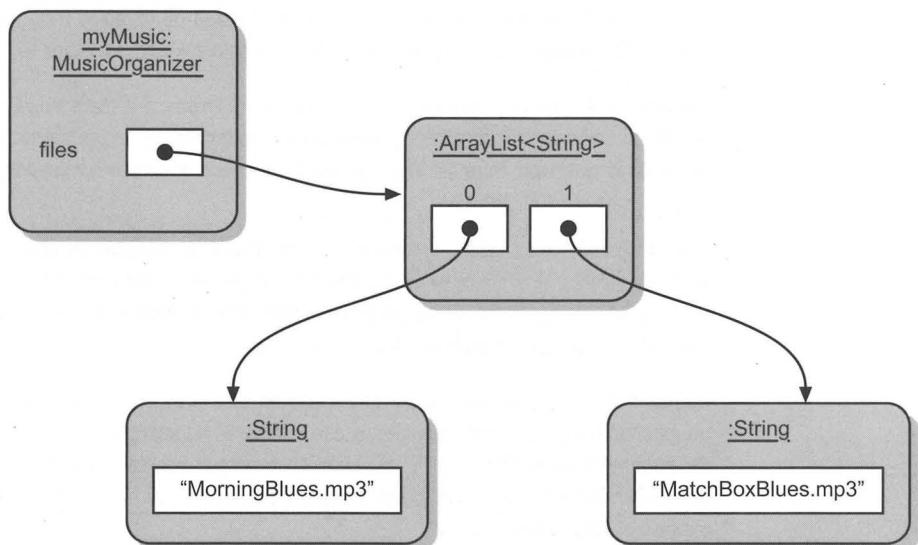 myMusic:
MusicOrganizer
files
:ArrayList<String>
0 1
:String
“MorningBlues.mp3”
:String
“MatchBoxBlues.mp3”